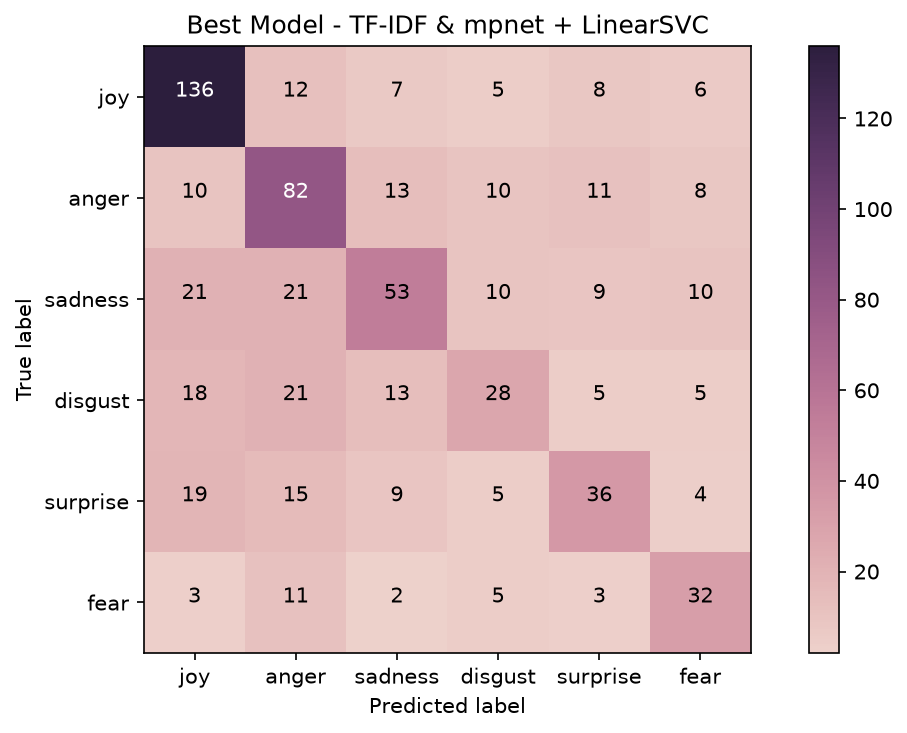 Best Model - TF-IDF & mpnet + LinearSVC
joy 136 12 7 5 8 6
anger 10 82 13 10 11 8
sadness 21 21 53 10 9 10
disgust 18 21 13 28 5 5
surprise 19 15 9 5 36 4
fear 3 11 2 5 3 32
joy anger sadness disgust surprise fear
Predicted label
True label
120
100
80
60
40
20